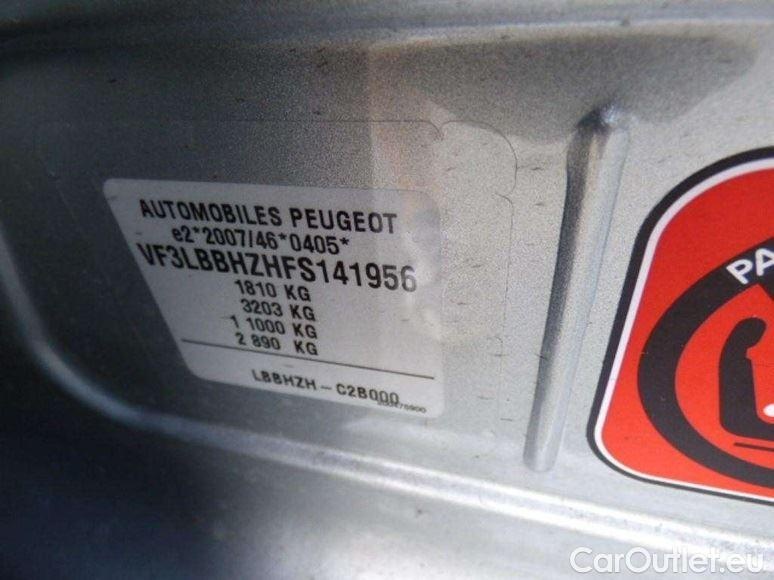 AUTOMOBILES PEUGEOT
e2*2007/46*0405*
VF3LBBHZHFS141956
1810 KG
3203 KG
1 1000 KG
2 890 KG
LBBHZH - C2B000
PA
CarOutlet.eu